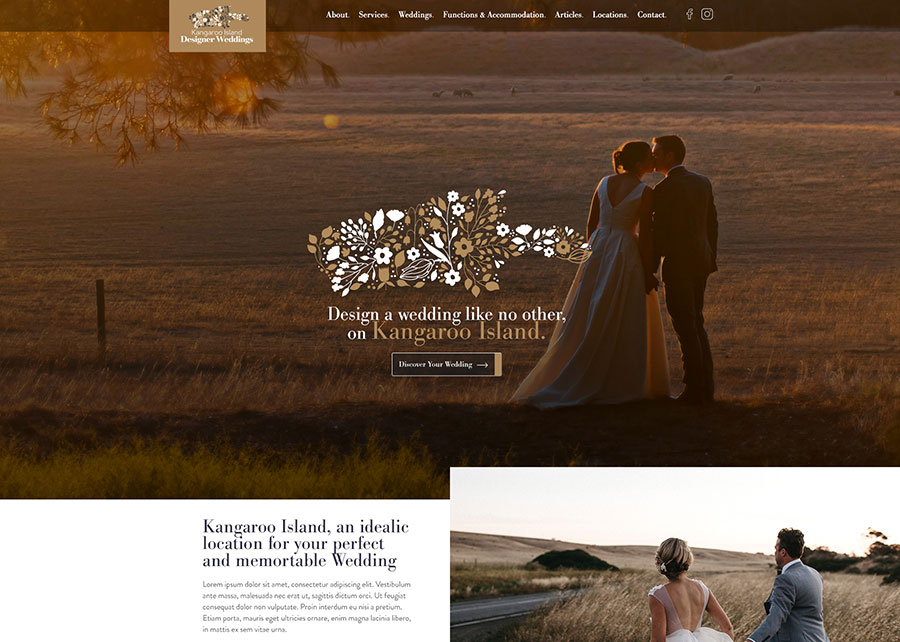 Kangaroo Island
Designer Weddings
About. Services. Weddings. Functions & Accommodation. Articles. Locations. Contact.
Design a wedding like no other,
on Kangaroo Island.
Discover Your Wedding →
Kangaroo Island, an idealic
location for your perfect
and memortable Wedding
Lorem ipsum dolor sit amet, consectetur adipiscing elit. Vestibulum
ante massa, malesuada nec erat ut, sagittis dictum orci. Ut feugiat
consequat dolor non vulputate. Proin interdum eu nisi a pretium.
Etiam porta, mauris eget ultricies ornare, enim magna lacinia libero,
in mattis ex sem vitae urna.